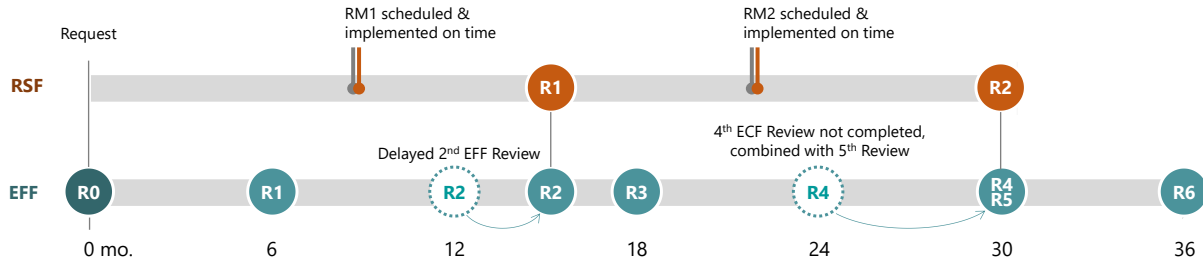 RM1 scheduled &
implemented on time
RM2 scheduled &
implemented on time
Request
RSF
R1
R2
4th ECF Review not completed,
combined with 5th Review
Delayed 2nd EFF Review
EFF
R0
R1
R2
R2
R3
R4
R4
R5
R6
0 mo.
6
12
18
24
30
36